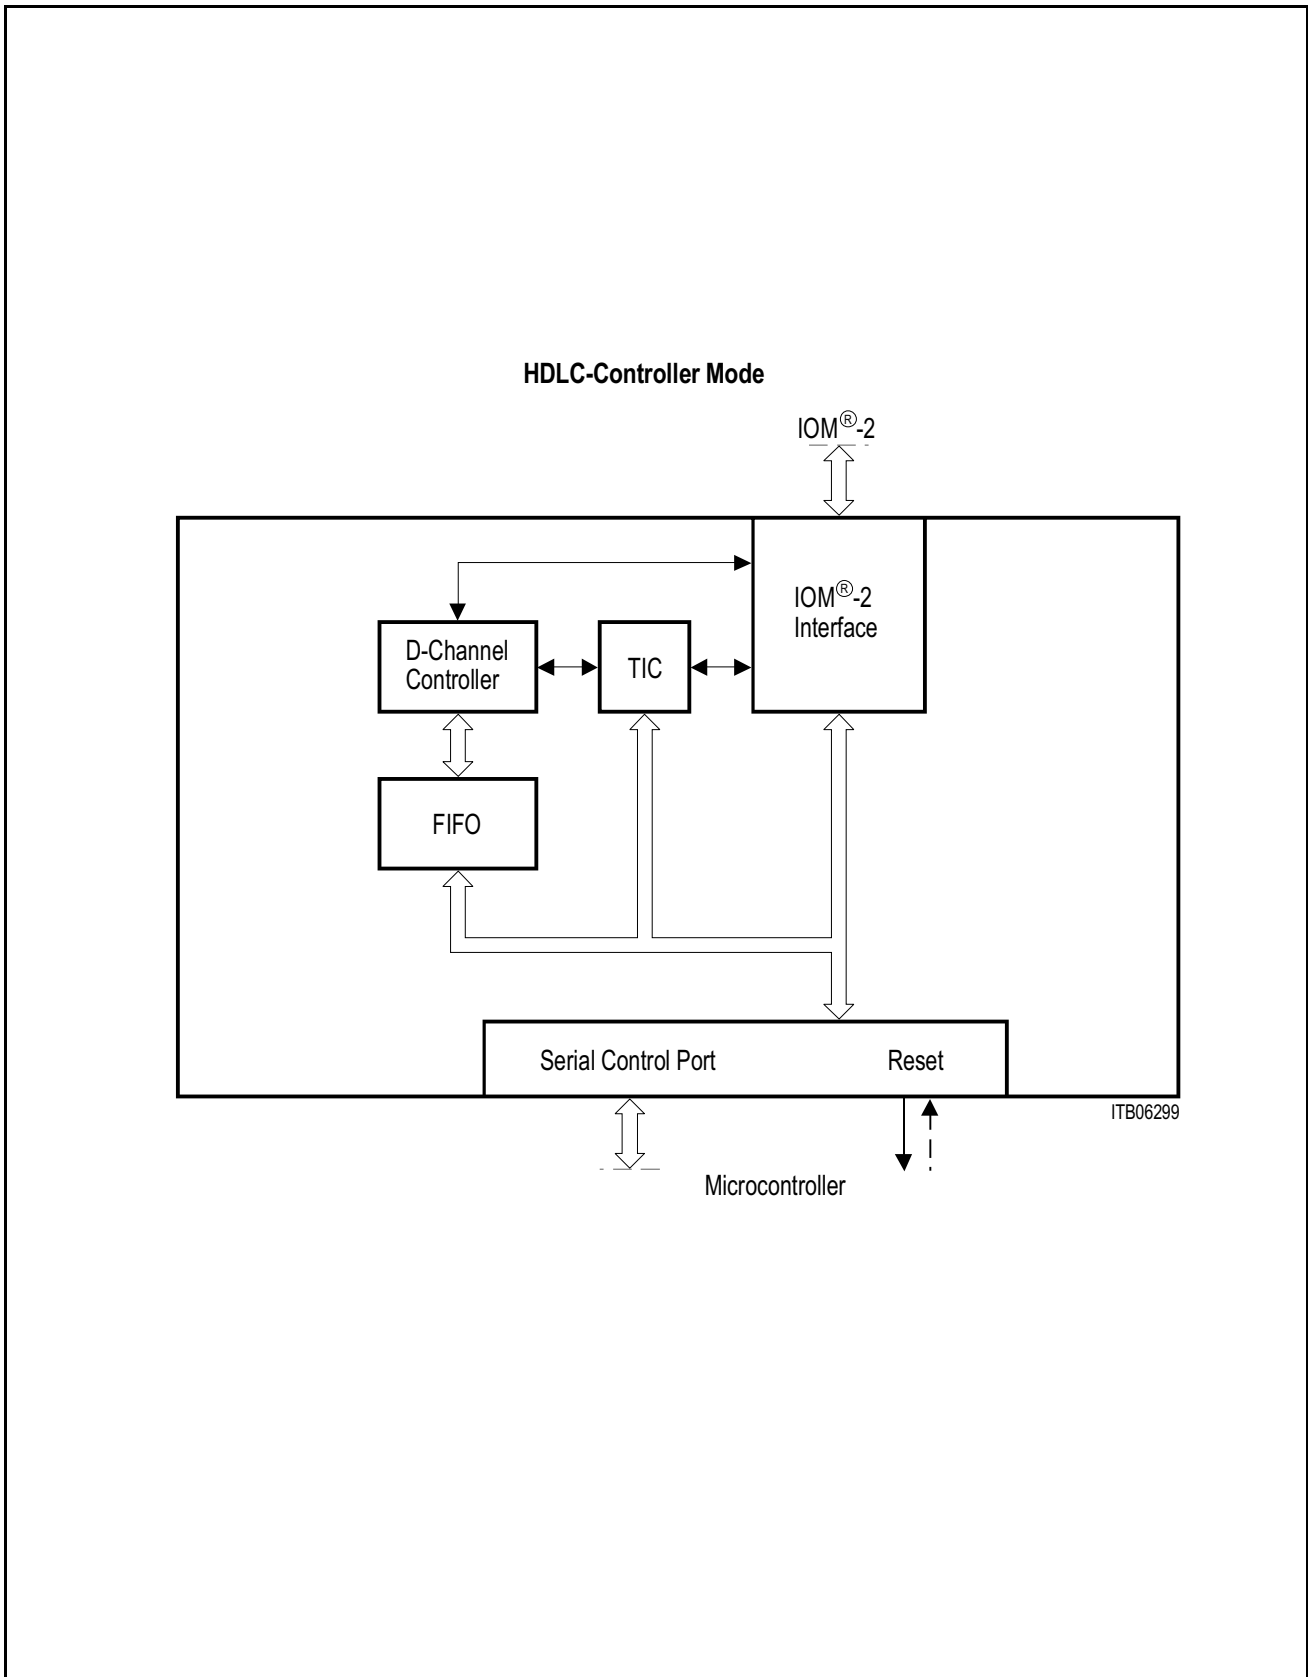 HDLC-Controller Mode
IOM®-2
IOM®-2
Interface
D-Channel
Controller
TIC
FIFO
Serial Control Port
Reset
ITB06299
Microcontroller